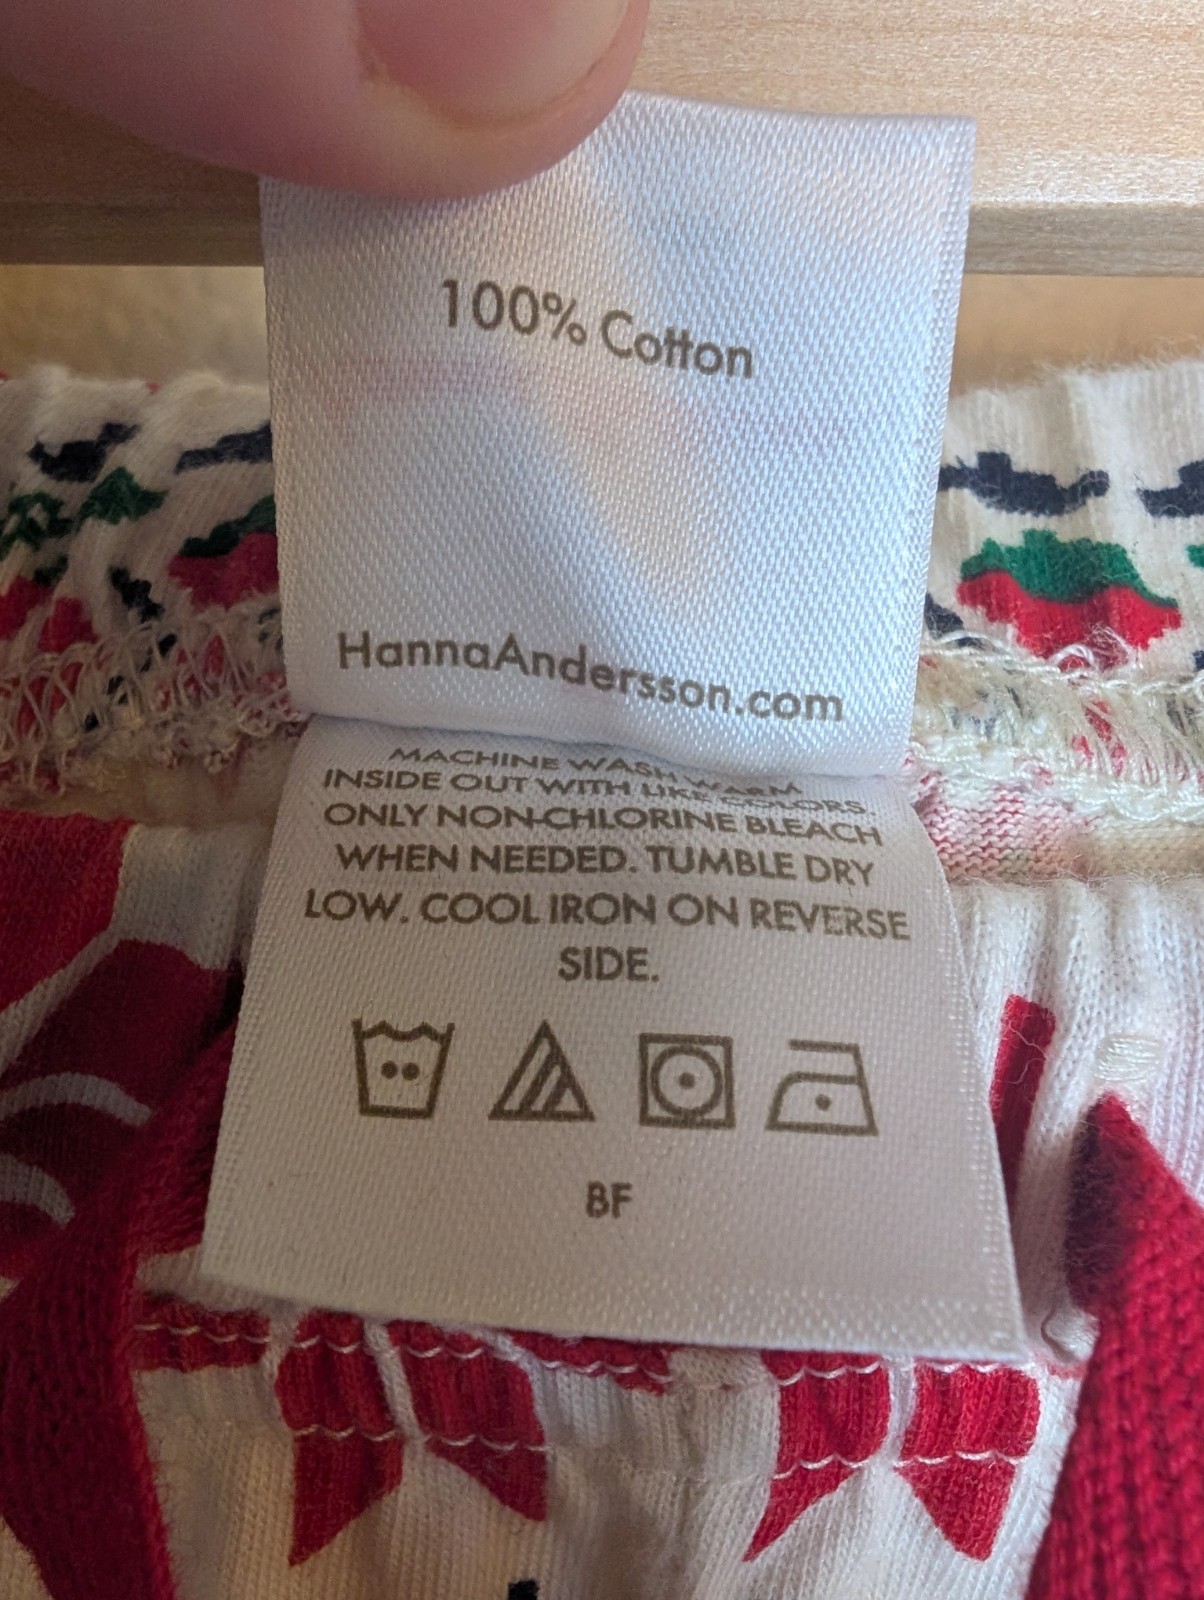 100% Cotton
HannaAndersson.com
MACHINE WASH WARM
INSIDE OUT WITH LIKE COLORS.
ONLY NON-CHLORINE BLEACH
WHEN NEEDED. TUMBLE DRY
LOW. COOL IRON ON REVERSE
SIDE.
BF